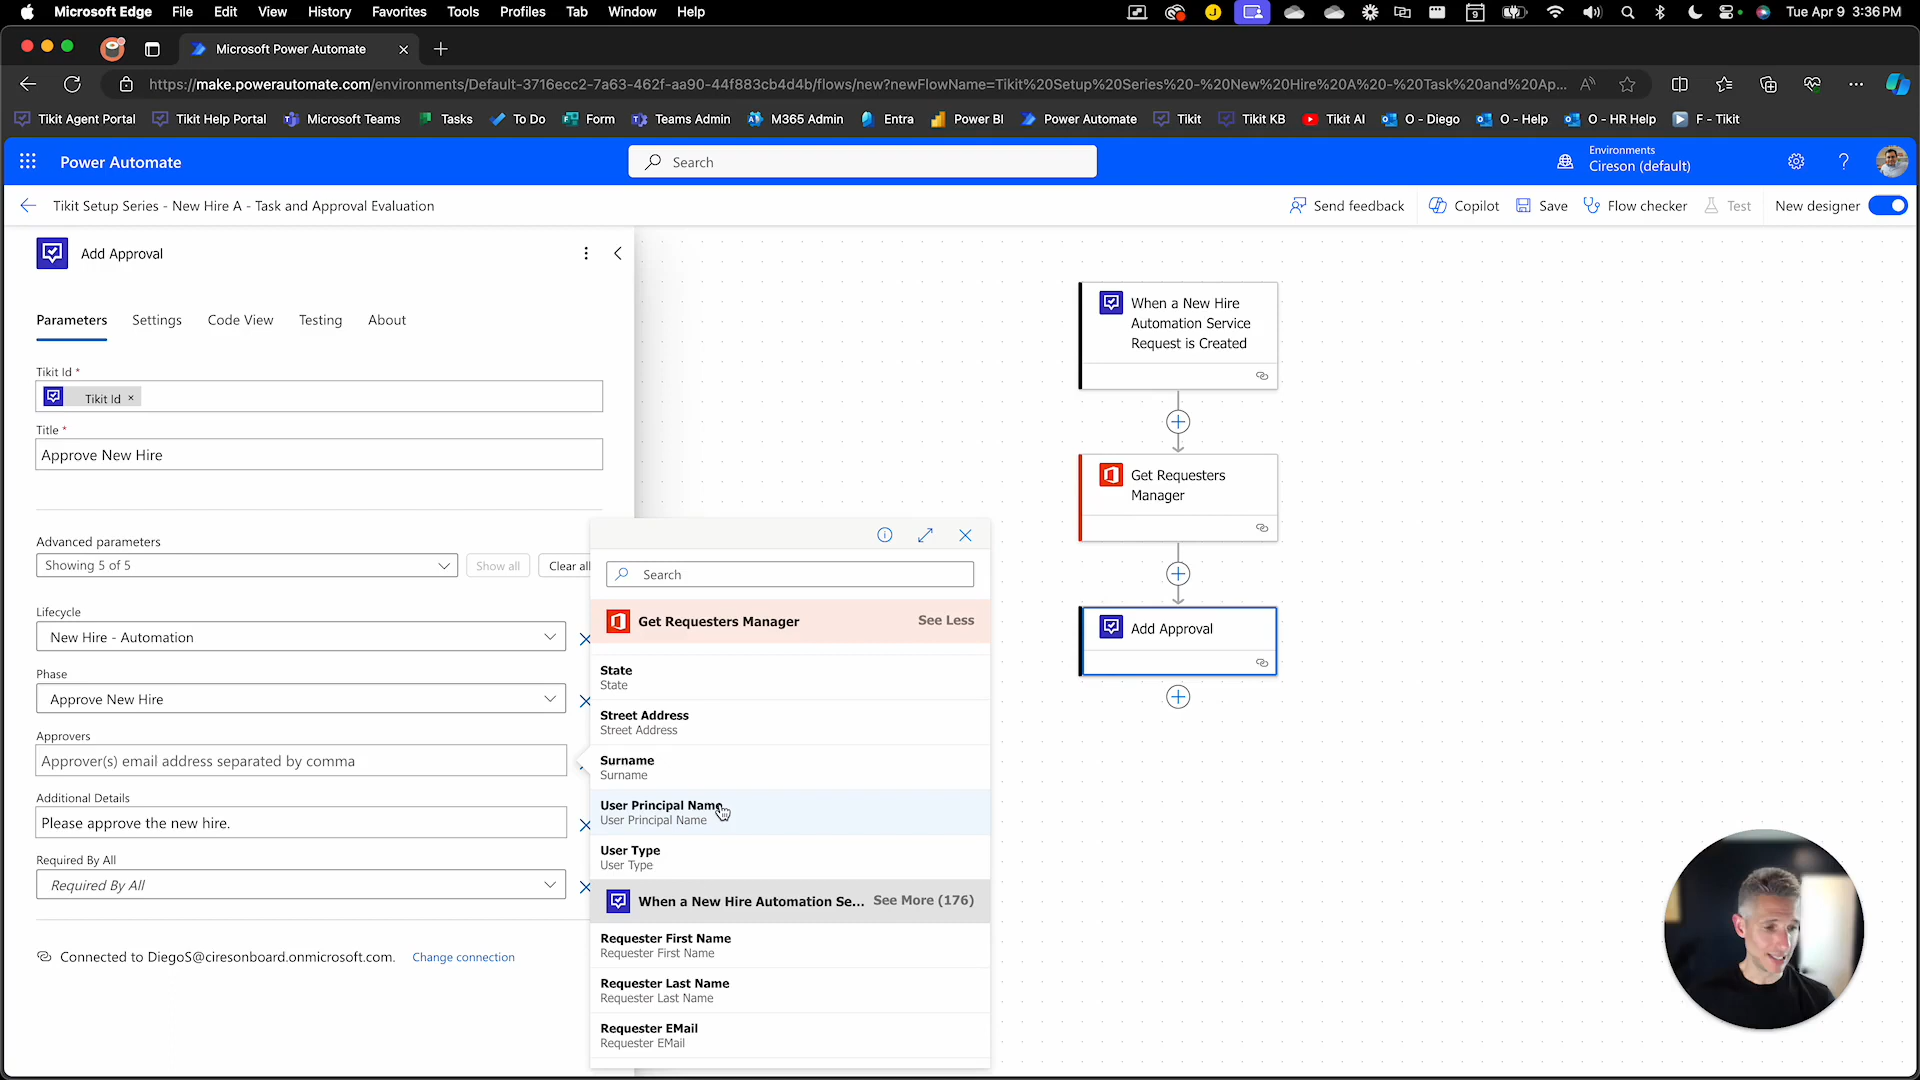 Microsoft Edge File Edit View History Favorites Tools Profiles Tab Window Help
9
Tue Apr 9 3:36 PM
Microsoft Power Automate
https://make.powerautomate.com/environments/Default-3716ecc2-7a63-462f-aa90-44f883cb4d4b/flows/new?newFlowName=Tikit%20Setup%20Series%20-%20New%20Hire%20A%20-%20Task%20and%20Ap...
Tikit Agent Portal Tikit Help Portal Microsoft Teams Tasks To Do Form Teams Admin M365 Admin Entra Power BI Power Automate Tikit Tikit KB Tikit AI O - Diego O - Help O - HR Help F - Tikit
Power Automate
Search
Environments
Cireson (default)
Tikit Setup Series - New Hire A - Task and Approval Evaluation
Send feedback Copilot Save Flow checker Test New designer
Add Approval
Parameters Settings Code View Testing About
Tikit Id *
Tikit Id ×
Title *
Approve New Hire
Advanced parameters
Showing 5 of 5
Show all
Clear all
Lifecycle
New Hire - Automation
Phase
Approve New Hire
Approvers
Approver(s) email address separated by comma
Additional Details
Please approve the new hire.
Required By All
Required By All
Connected to DiegoS@ciresonboard.onmicrosoft.com. Change connection
Search
Get Requesters Manager See Less
State
State
Street Address
Street Address
Surname
Surname
User Principal Name
User Principal Name
User Type
User Type
When a New Hire Automation Se... See More (176)
Requester First Name
Requester First Name
Requester Last Name
Requester Last Name
Requester EMail
Requester EMail
When a New Hire
Automation Service
Request is Created
Get Requesters
Manager
Add Approval